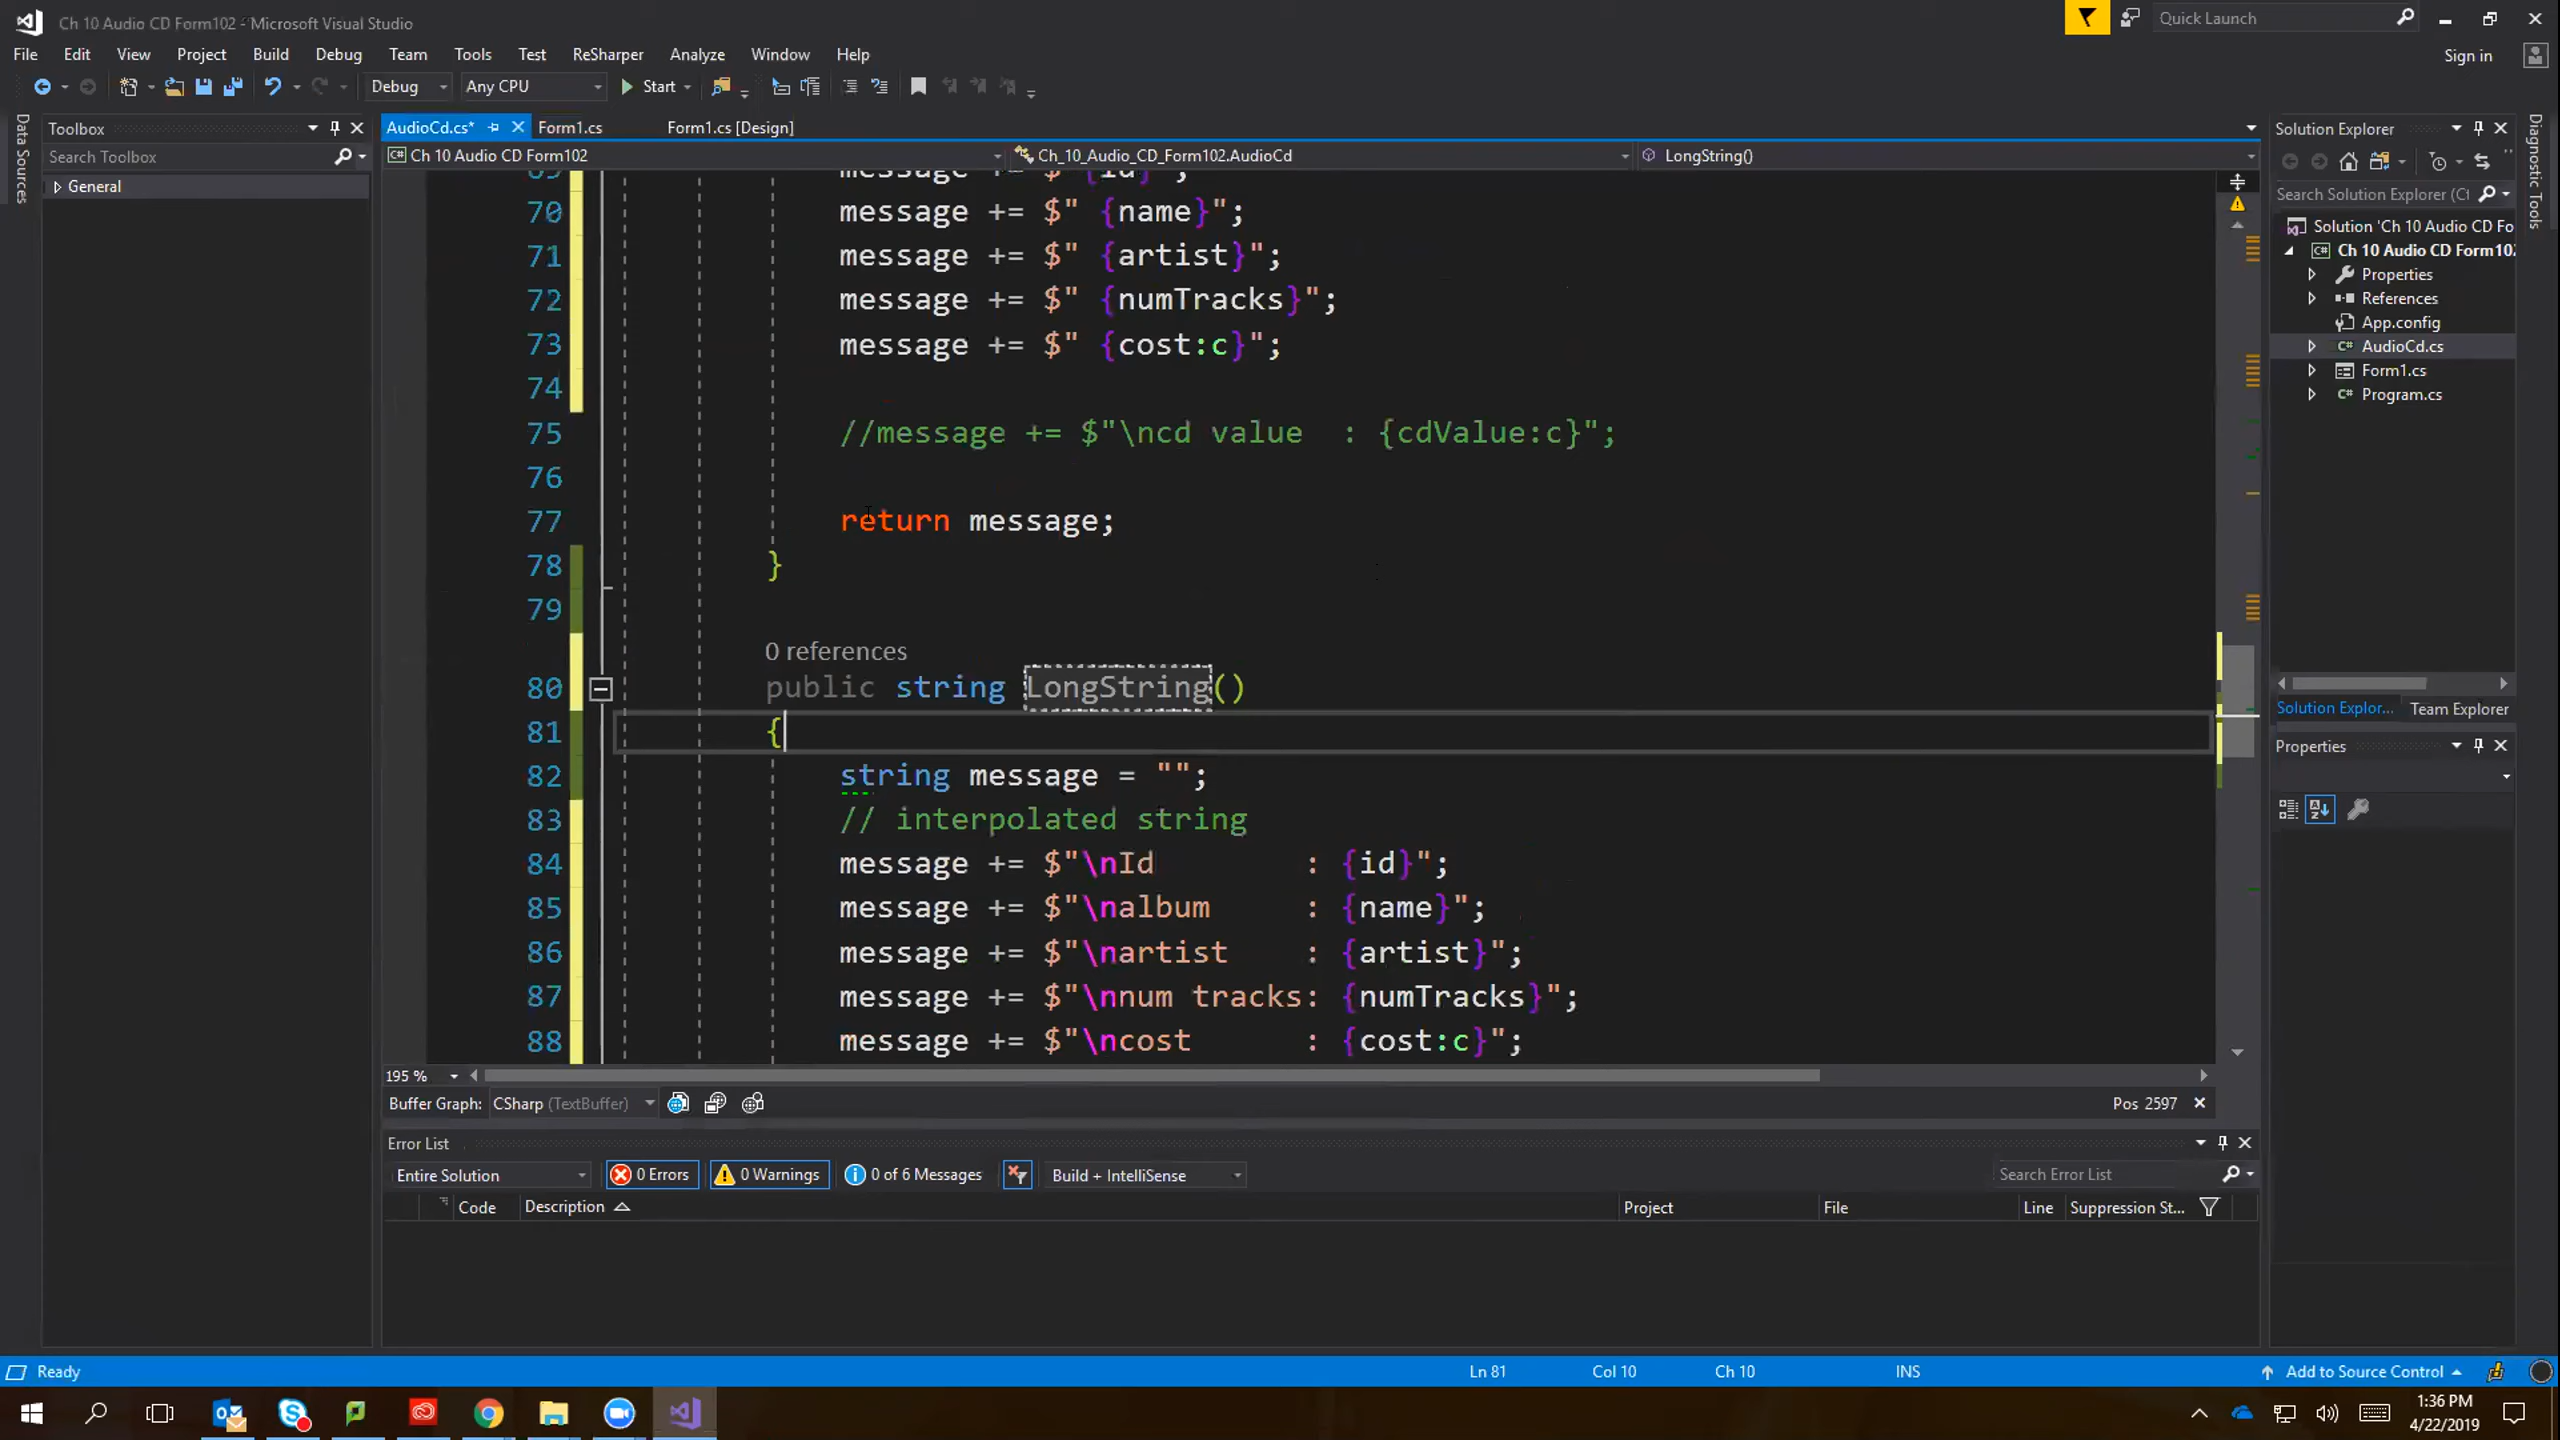 Ch 10 Audio CD Form102 - Microsoft Visual Studio
Quick Launch
File Edit View Project Build Debug Team Tools Test ReSharper Analyze Window Help
Sign in
Debug Any CPU Start
Data Sources
Toolbox
Search Toolbox
General
AudioCd.cs* Form1.cs Form1.cs [Design]
Ch 10 Audio CD Form102 Ch_10_Audio_CD_Form102.AudioCd LongString()
69 message += $" {id}";
70 message += $" {name}";
71 message += $" {artist}";
72 message += $" {numTracks}";
73 message += $" {cost:c}";
74
75 //message += $"\ncd value  : {cdValue:c}";
76
77 return message;
78 }
79
0 references
80 public string LongString()
81 {
82 string message = "";
83 // interpolated string
84 message += $"\nId        : {id}";
85 message += $"\nalbum     : {name}";
86 message += $"\nartist    : {artist}";
87 message += $"\nnum tracks: {numTracks}";
88 message += $"\ncost      : {cost:c}";
195 %
Buffer Graph: CSharp (TextBuffer) Pos 2597
Error List
Entire Solution 0 Errors 0 Warnings 0 of 6 Messages Build + IntelliSense Search Error List
Code Description Project File Line Suppression St...
Solution Explorer
Search Solution Explorer (Ct
Solution 'Ch 10 Audio CD Fo
Ch 10 Audio CD Form102
Properties
References
App.config
AudioCd.cs
Form1.cs
Program.cs
Solution Explor... Team Explorer
Properties
Diagnostic Tools
Ready Ln 81 Col 10 Ch 10 INS Add to Source Control
1:36 PM
4/22/2019